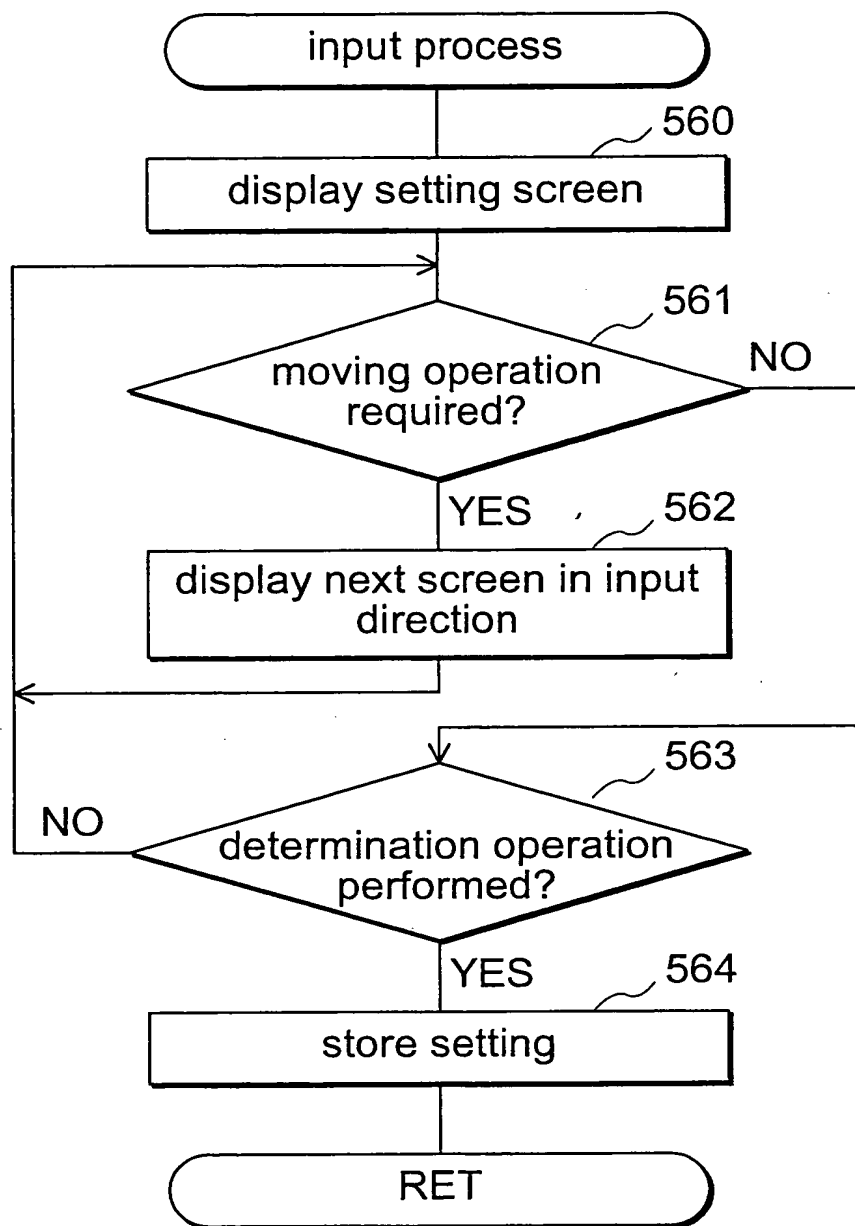 input process
560
display setting screen
561
moving operation
required?
NO
YES
562
display next screen in input
direction
563
NO
determination operation
performed?
YES
564
store setting
RET